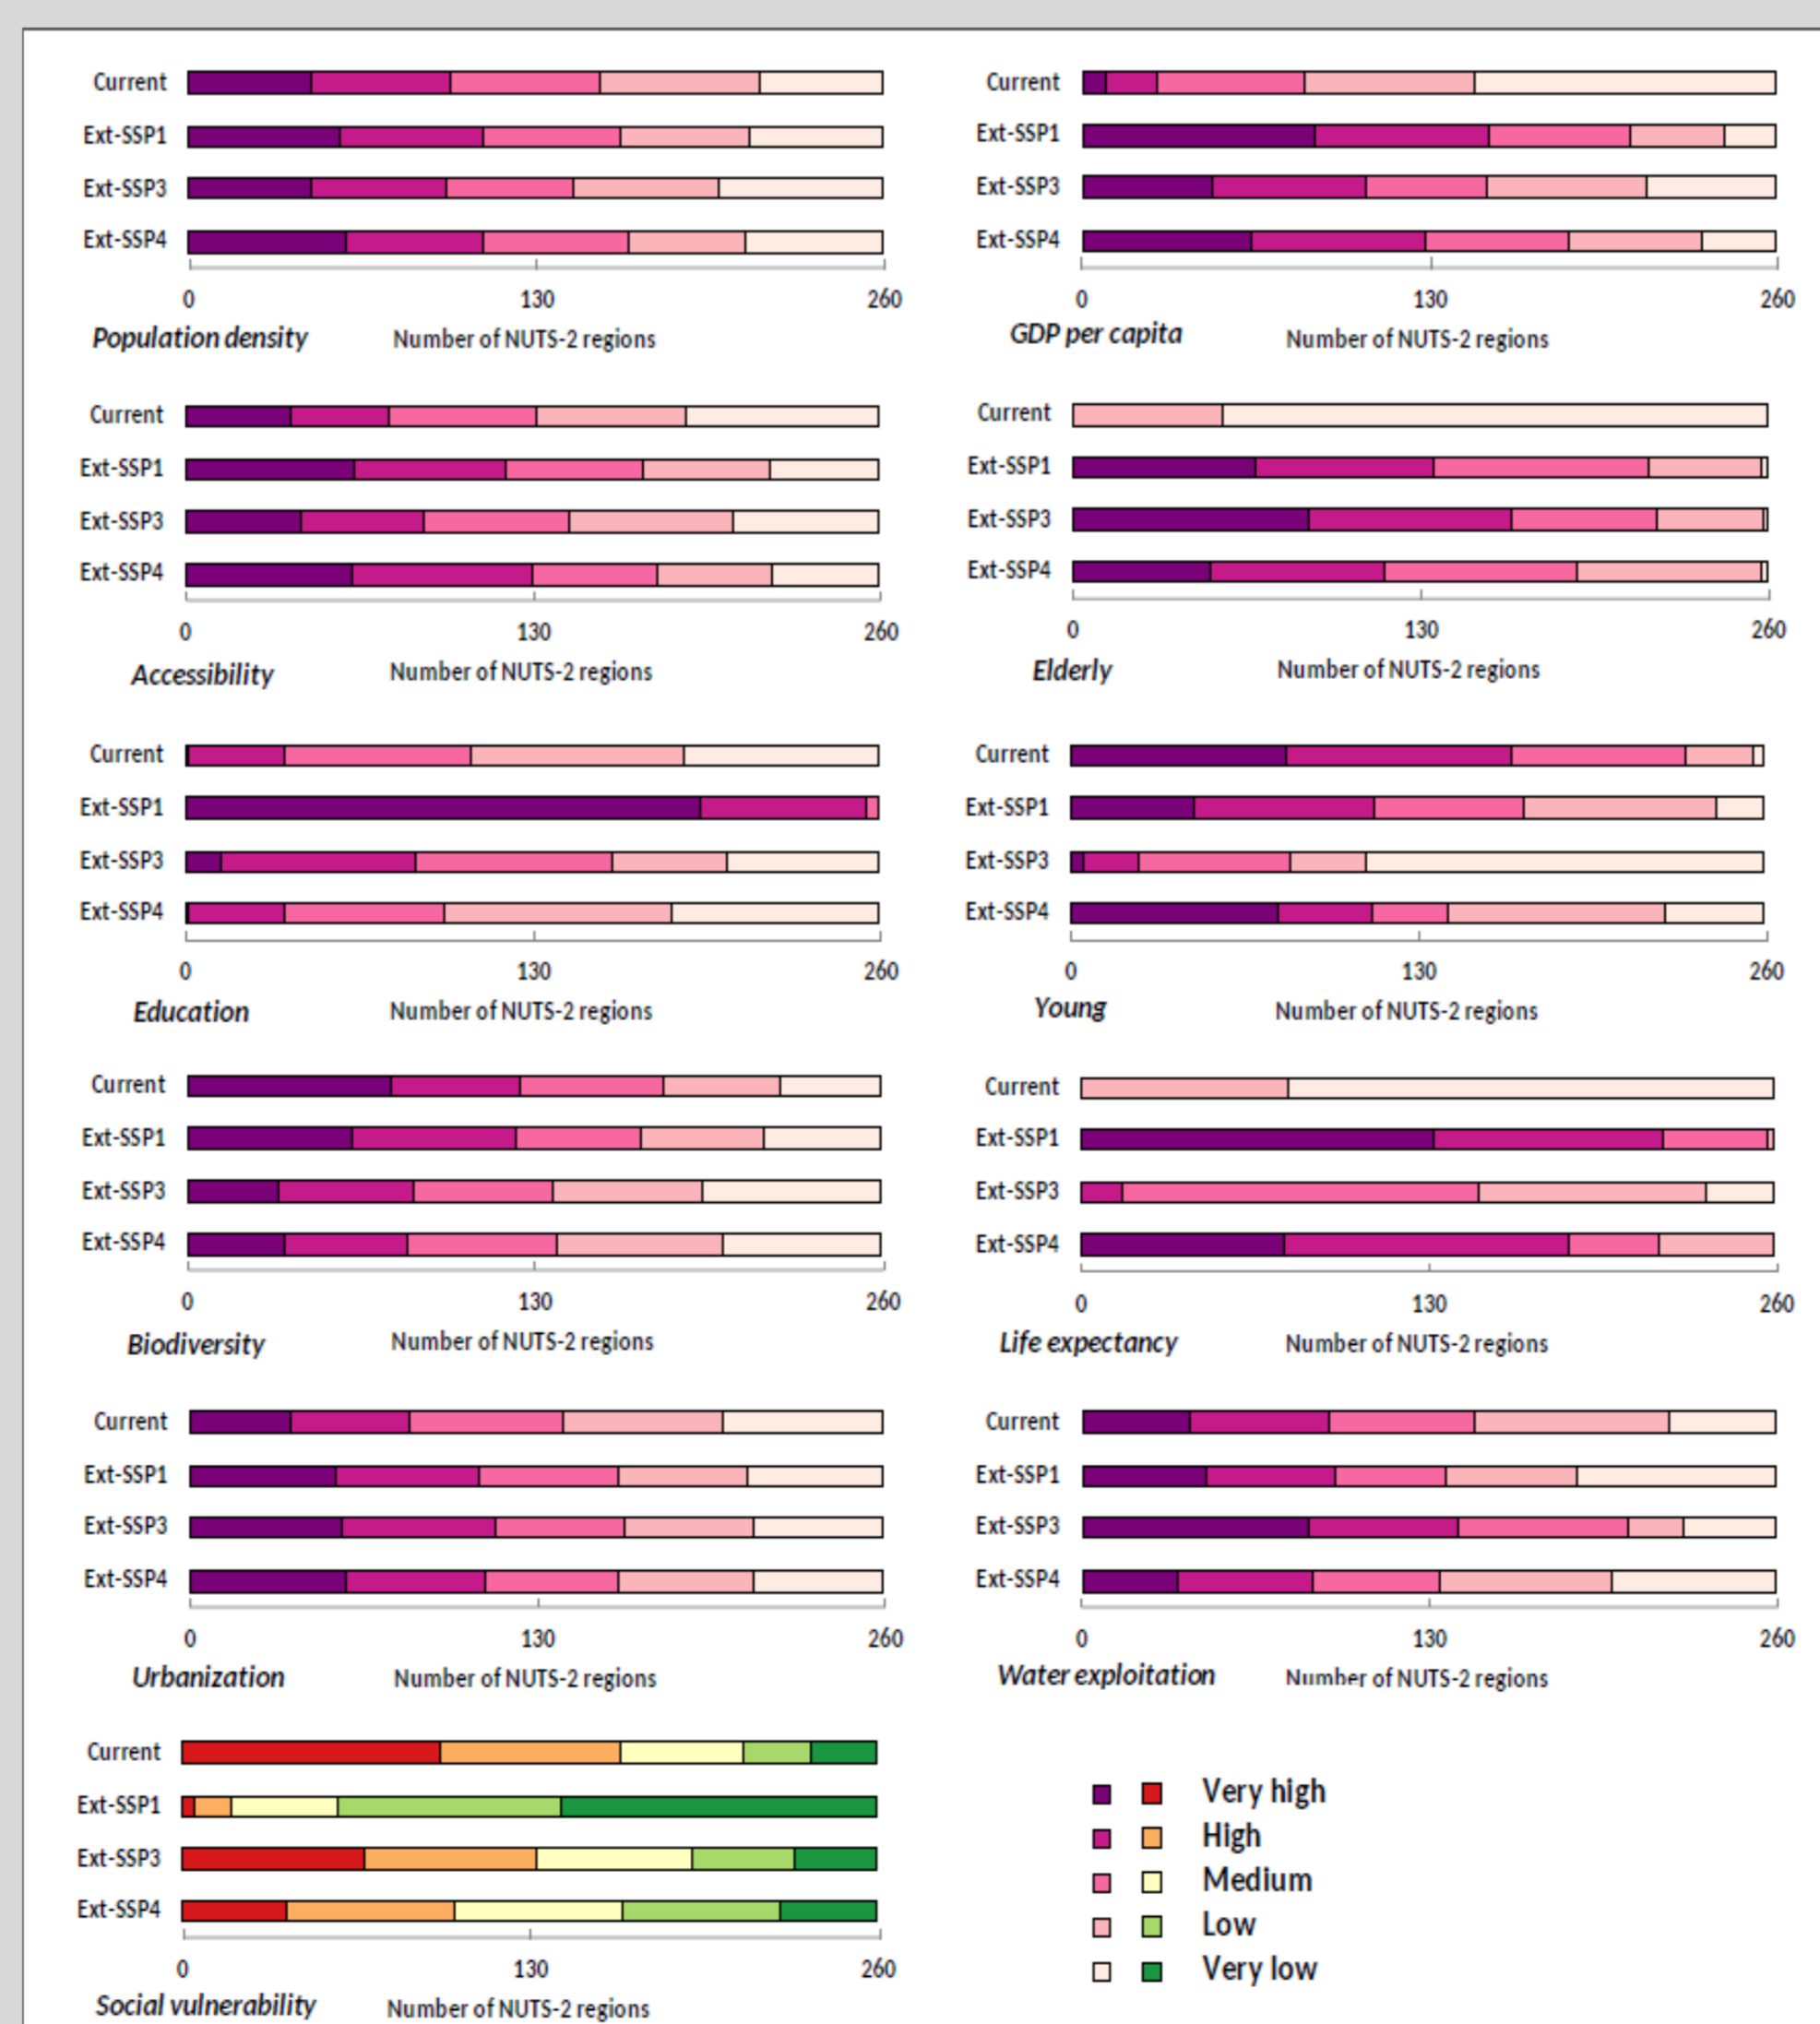 Current
Ext-SSP1
Ext-SSP3
Ext-SSP4
0 130 260
Population density Number of NUTS-2 regions
Current
Ext-SSP1
Ext-SSP3
Ext-SSP4
0 130 260
GDP per capita Number of NUTS-2 regions
Current
Ext-SSP1
Ext-SSP3
Ext-SSP4
0 130 260
Accessibility Number of NUTS-2 regions
Current
Ext-SSP1
Ext-SSP3
Ext-SSP4
0 130 260
Elderly Number of NUTS-2 regions
Current
Ext-SSP1
Ext-SSP3
Ext-SSP4
0 130 260
Education Number of NUTS-2 regions
Current
Ext-SSP1
Ext-SSP3
Ext-SSP4
0 130 260
Young Number of NUTS-2 regions
Current
Ext-SSP1
Ext-SSP3
Ext-SSP4
0 130 260
Biodiversity Number of NUTS-2 regions
Current
Ext-SSP1
Ext-SSP3
Ext-SSP4
0 130 260
Life expectancy Number of NUTS-2 regions
Current
Ext-SSP1
Ext-SSP3
Ext-SSP4
0 130 260
Urbanization Number of NUTS-2 regions
Current
Ext-SSP1
Ext-SSP3
Ext-SSP4
0 130 260
Water exploitation Number of NUTS-2 regions
Current
Ext-SSP1
Ext-SSP3
Ext-SSP4
0 130 260
Social vulnerability Number of NUTS-2 regions
Very high
High
Medium
Low
Very low